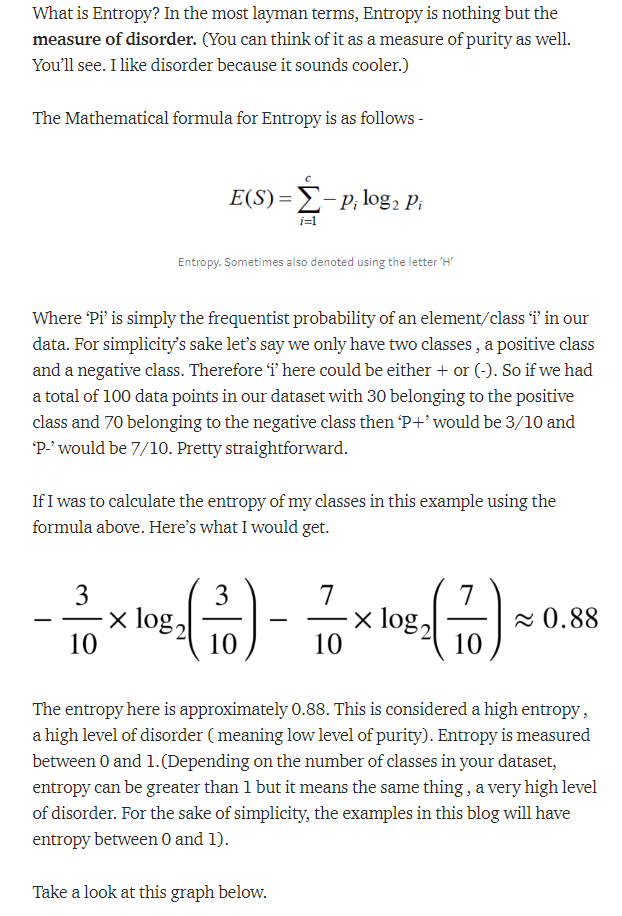 What is Entropy? In the most layman terms, Entropy is nothing but the
measure of disorder. (You can think of it as a measure of purity as well.
You’ll see. I like disorder because it sounds cooler.)
The Mathematical formula for Entropy is as follows -
E(S) = ∑_{i=1}^{c} − p_i log₂ p_i
Entropy. Sometimes also denoted using the letter ‘H’
Where ‘Pi’ is simply the frequentist probability of an element/class ‘i’ in our
data. For simplicity’s sake let’s say we only have two classes , a positive class
and a negative class. Therefore ‘i’ here could be either + or (-). So if we had
a total of 100 data points in our dataset with 30 belonging to the positive
class and 70 belonging to the negative class then ‘P+’ would be 3/10 and
‘P-’ would be 7/10. Pretty straightforward.
If I was to calculate the entropy of my classes in this example using the
formula above. Here’s what I would get.
− 3/10 × log₂(3/10) − 7/10 × log₂(7/10) ≈ 0.88
The entropy here is approximately 0.88. This is considered a high entropy ,
a high level of disorder ( meaning low level of purity). Entropy is measured
between 0 and 1.(Depending on the number of classes in your dataset,
entropy can be greater than 1 but it means the same thing , a very high level
of disorder. For the sake of simplicity, the examples in this blog will have
entropy between 0 and 1).
Take a look at this graph below.